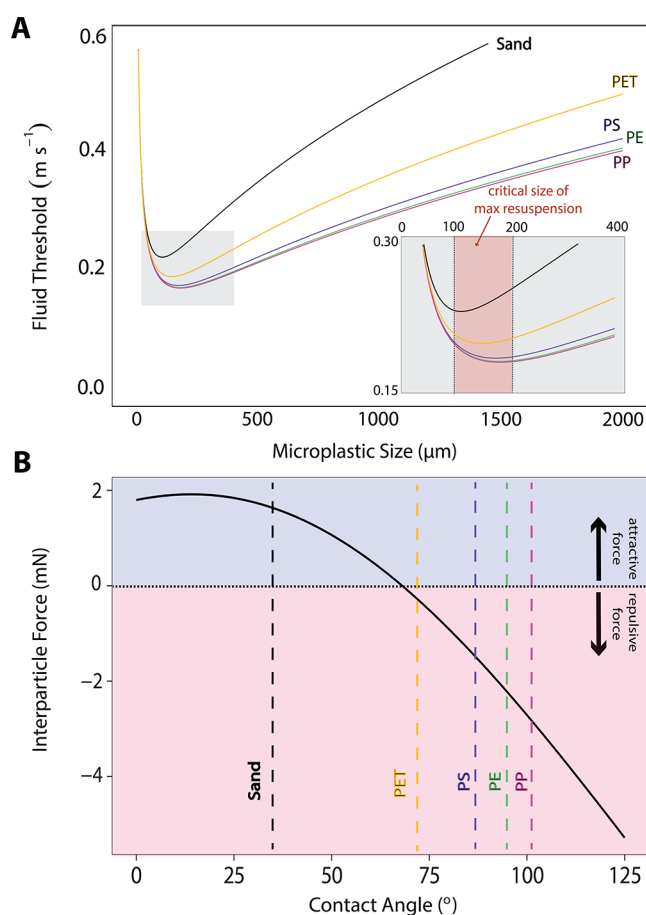 A
0.6
0.4
0.2
0.0
Fluid Threshold (m s⁻¹)
Sand
PET
PS
PE
PP
critical size of
max resuspension
0
100
200
400
0.30
0.15
0
500
1000
1500
2000
Microplastic Size (μm)
B
2
0
−2
−4
Interparticle Force (mN)
attractive
force
repulsive
force
Sand
PET
PS
PE
PP
0
25
50
75
100
125
Contact Angle (º)